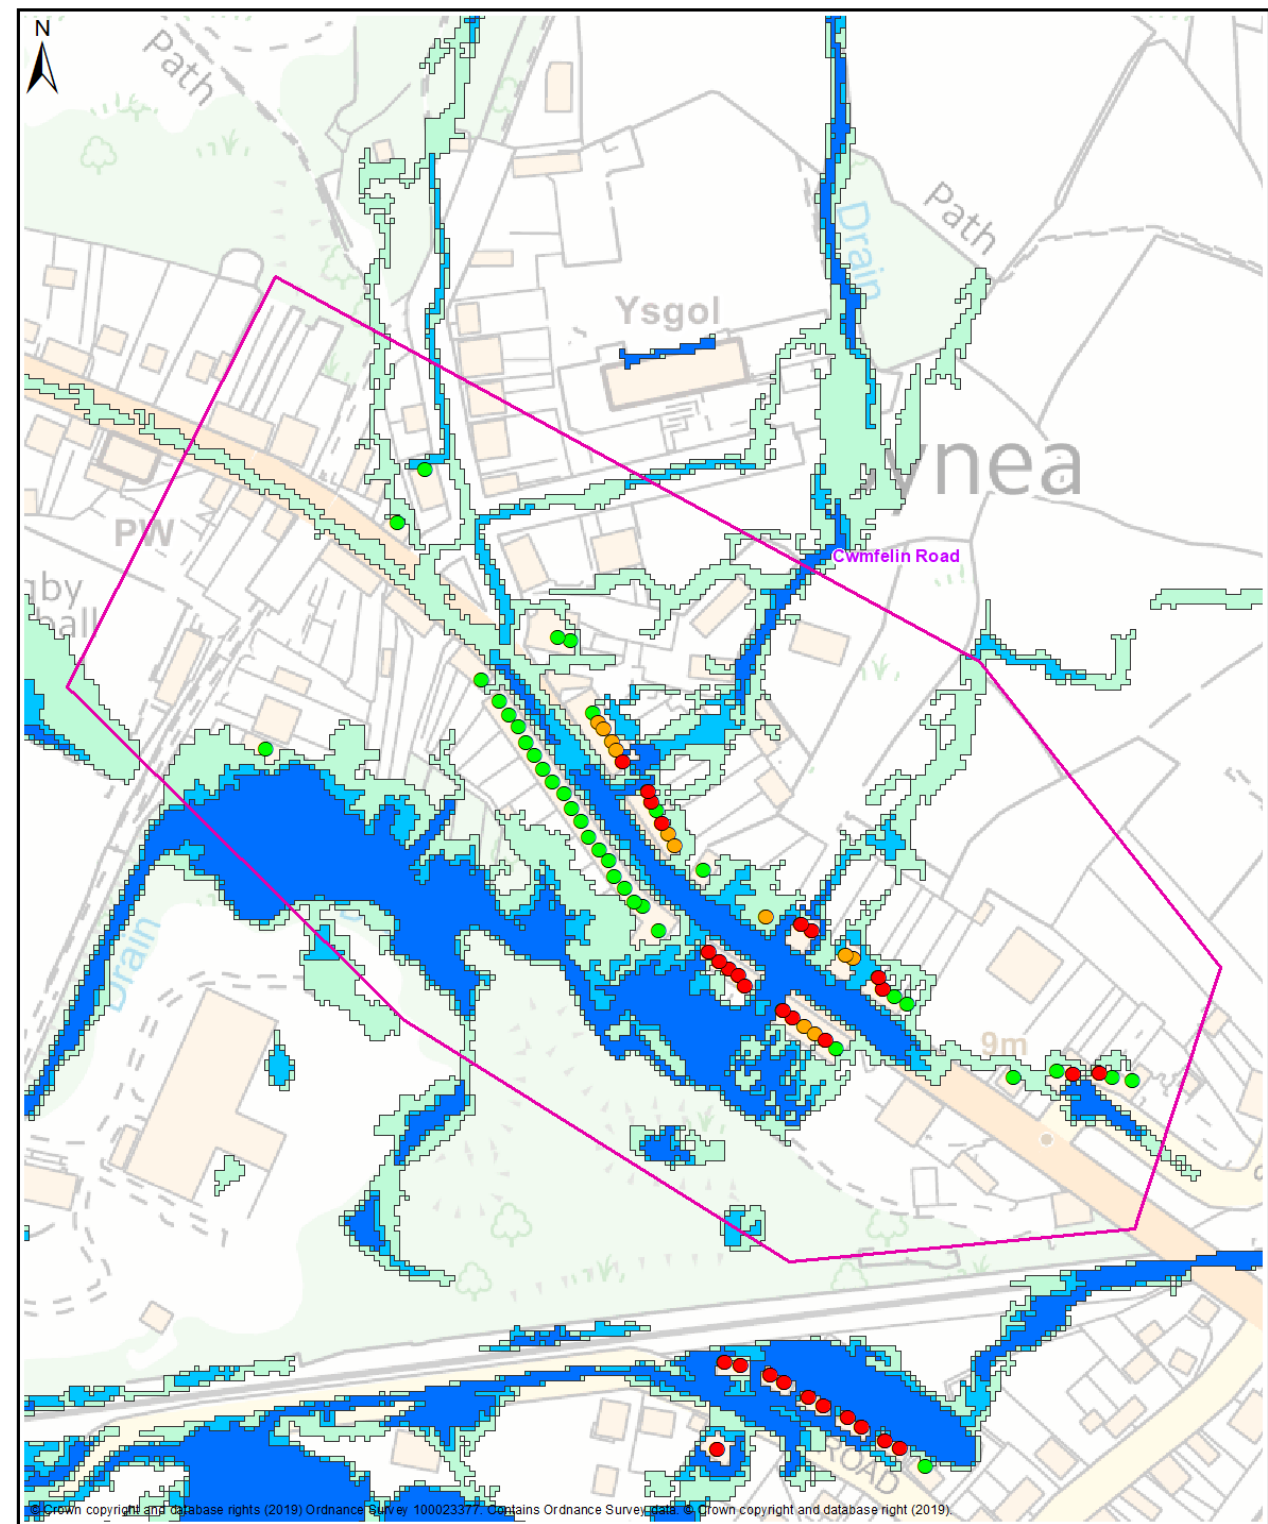 N
Path
Path
Drain
Ysgol
ynea
PW
Cwmfelin Road
gby
ball
Drain
9m
ROAD
© Crown copyright and database rights (2019) Ordnance Survey 100023377. Contains Ordnance Survey data. © Crown copyright and database right (2019).